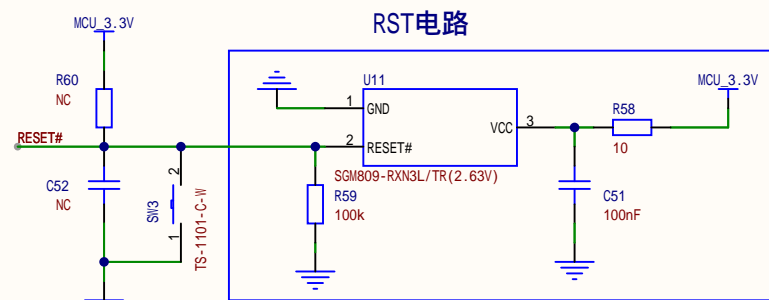 RST电路
MCU_3.3V
R60
NC
RESET#
C52
NC
2
1
SW3
TS-1101-C-W
U11
1
GND
2
RESET#
VCC
3
SGM809-RXN3L/TR(2.63V)
R59
100k
R58
10
MCU_3.3V
C51
100nF